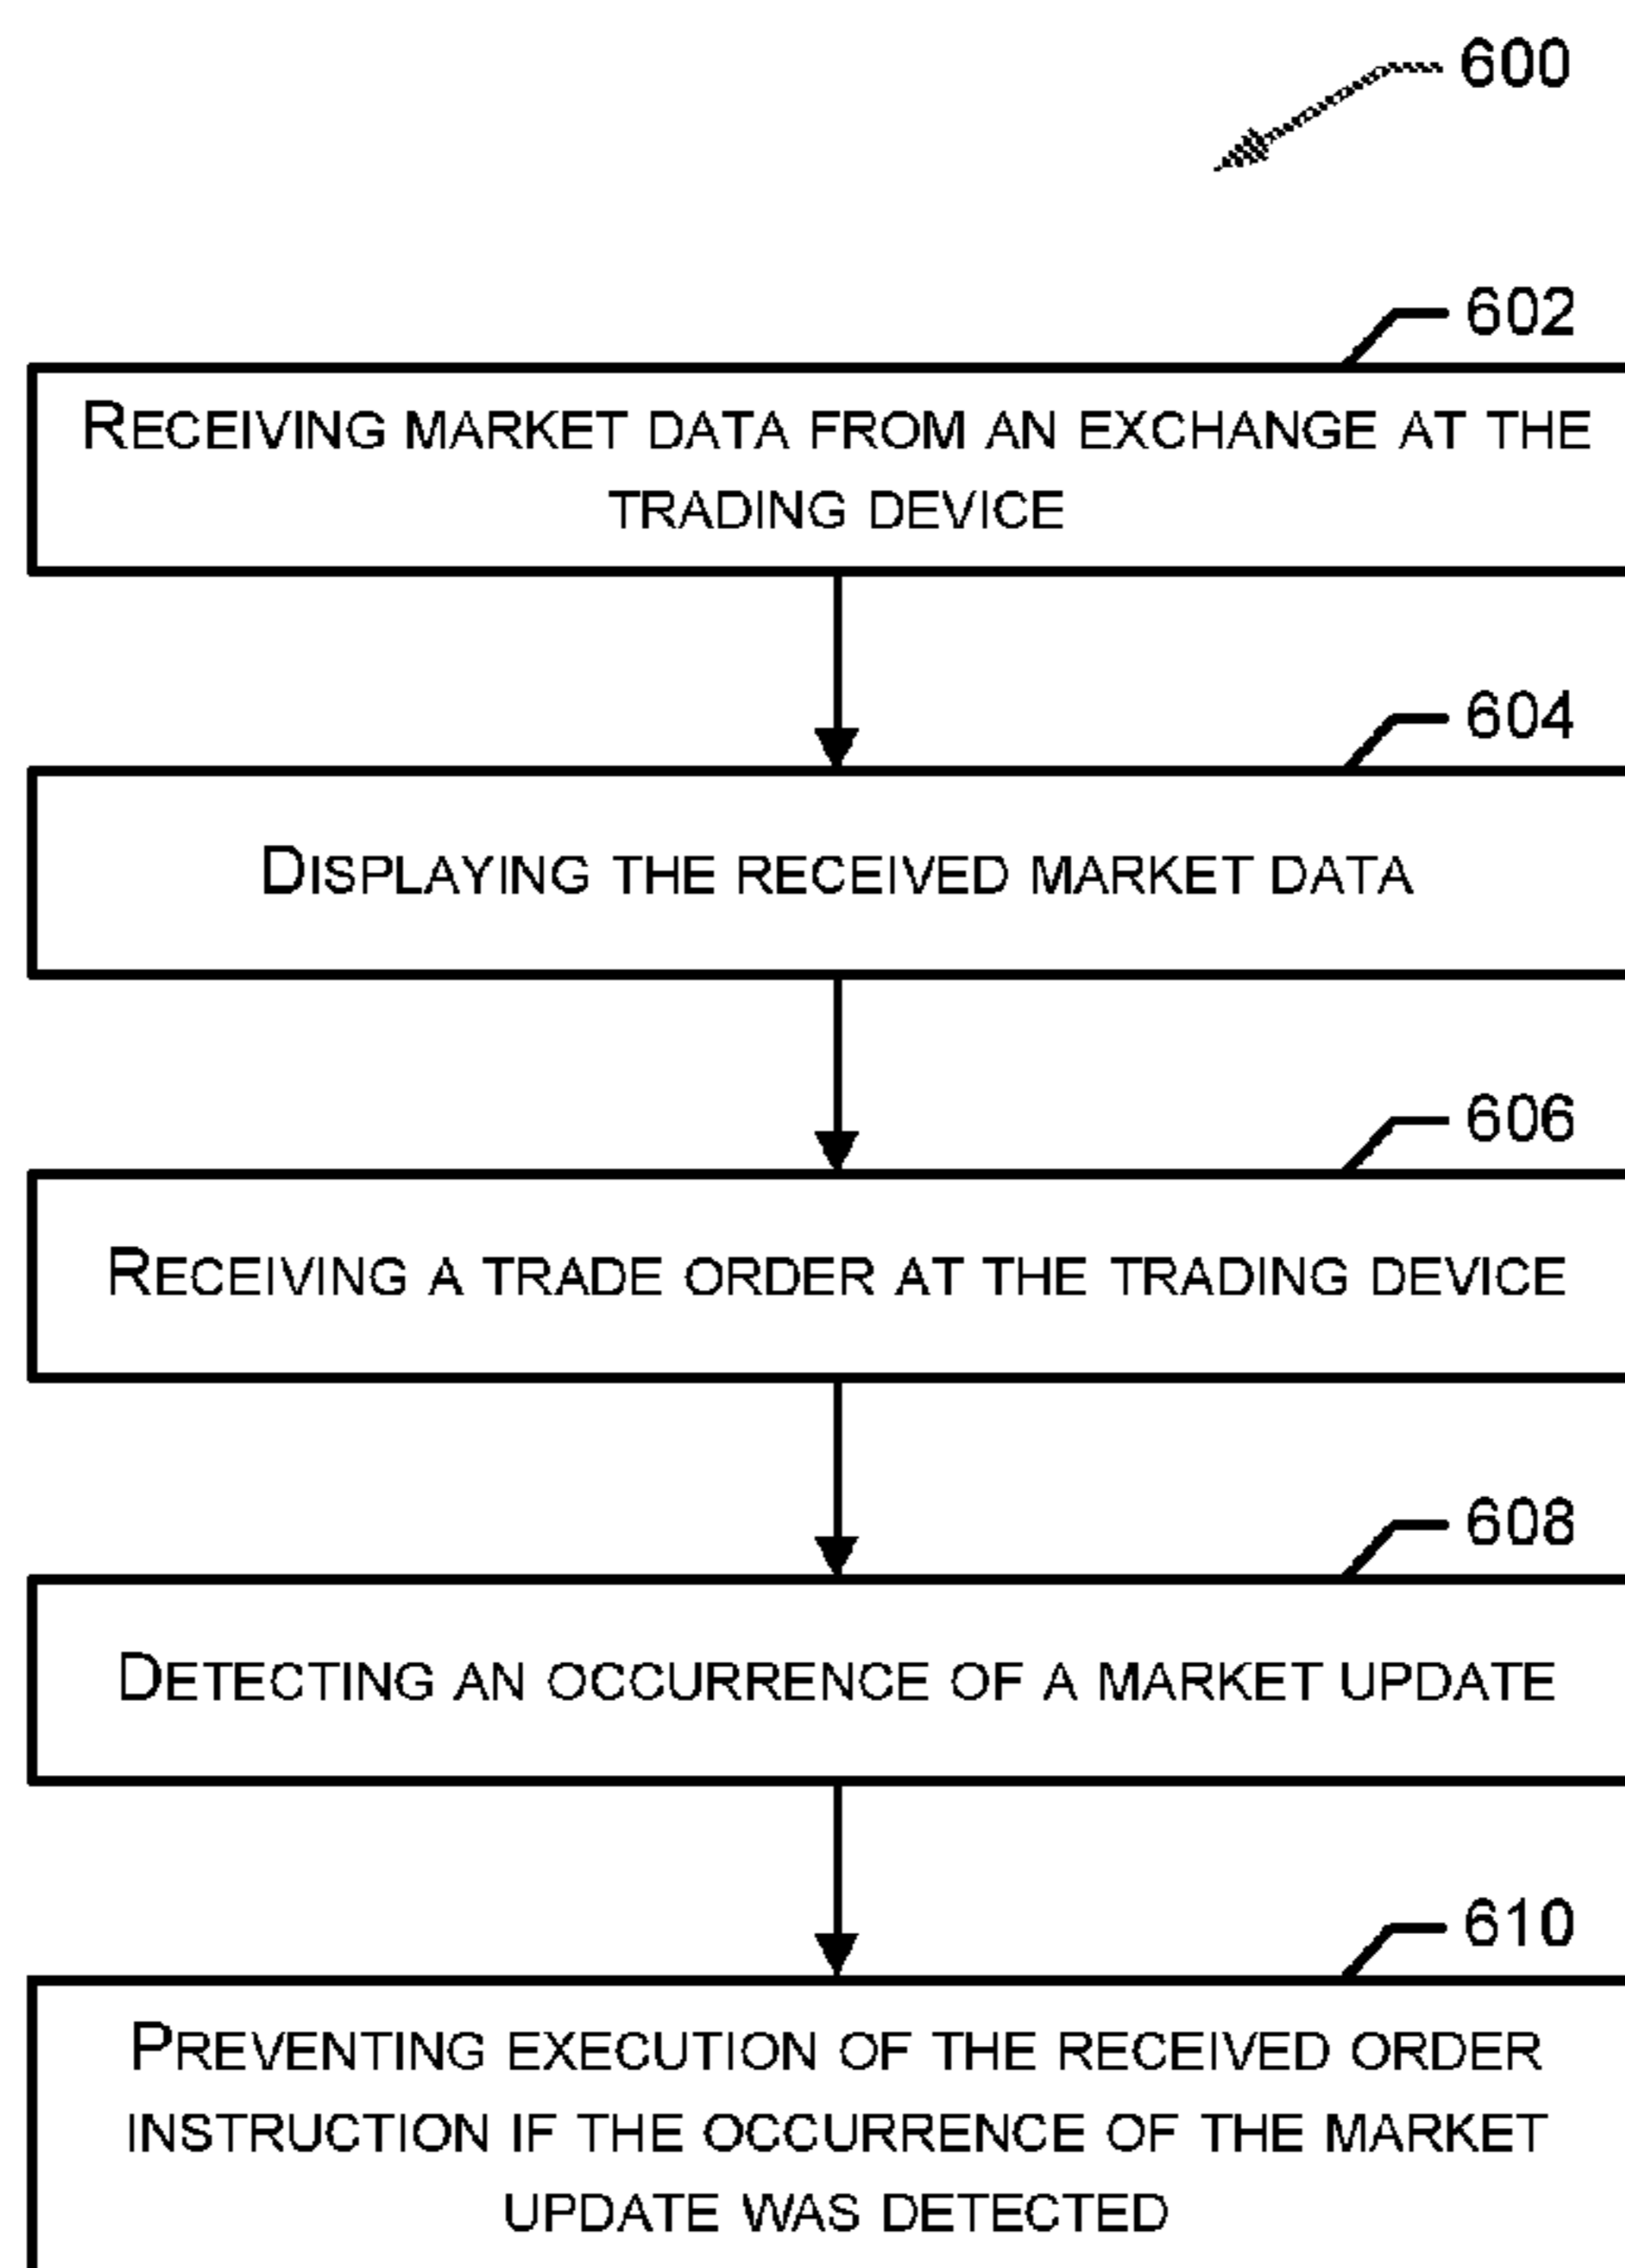 600
602
RECEIVING MARKET DATA FROM AN EXCHANGE AT THE
TRADING DEVICE
604
DISPLAYING THE RECEIVED MARKET DATA
606
RECEIVING A TRADE ORDER AT THE TRADING DEVICE
608
DETECTING AN OCCURRENCE OF A MARKET UPDATE
610
PREVENTING EXECUTION OF THE RECEIVED ORDER
INSTRUCTION IF THE OCCURRENCE OF THE MARKET
UPDATE WAS DETECTED